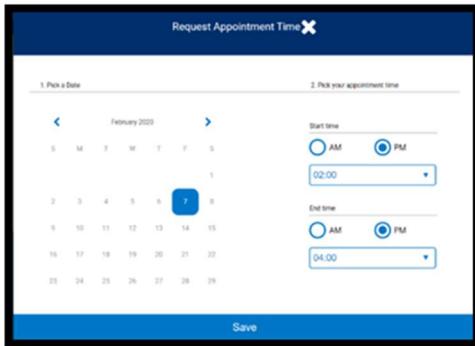 Request Appointment Time
1. Pick a Date
2. Pick your appointment time
February 2020
S M T W T F S
1
2 3 4 5 6 7 8
9 10 11 12 13 14 15
16 17 18 19 20 21 22
23 24 25 26 27 28 29
Start time
AM PM
02:00
End time
AM PM
04:00
Save